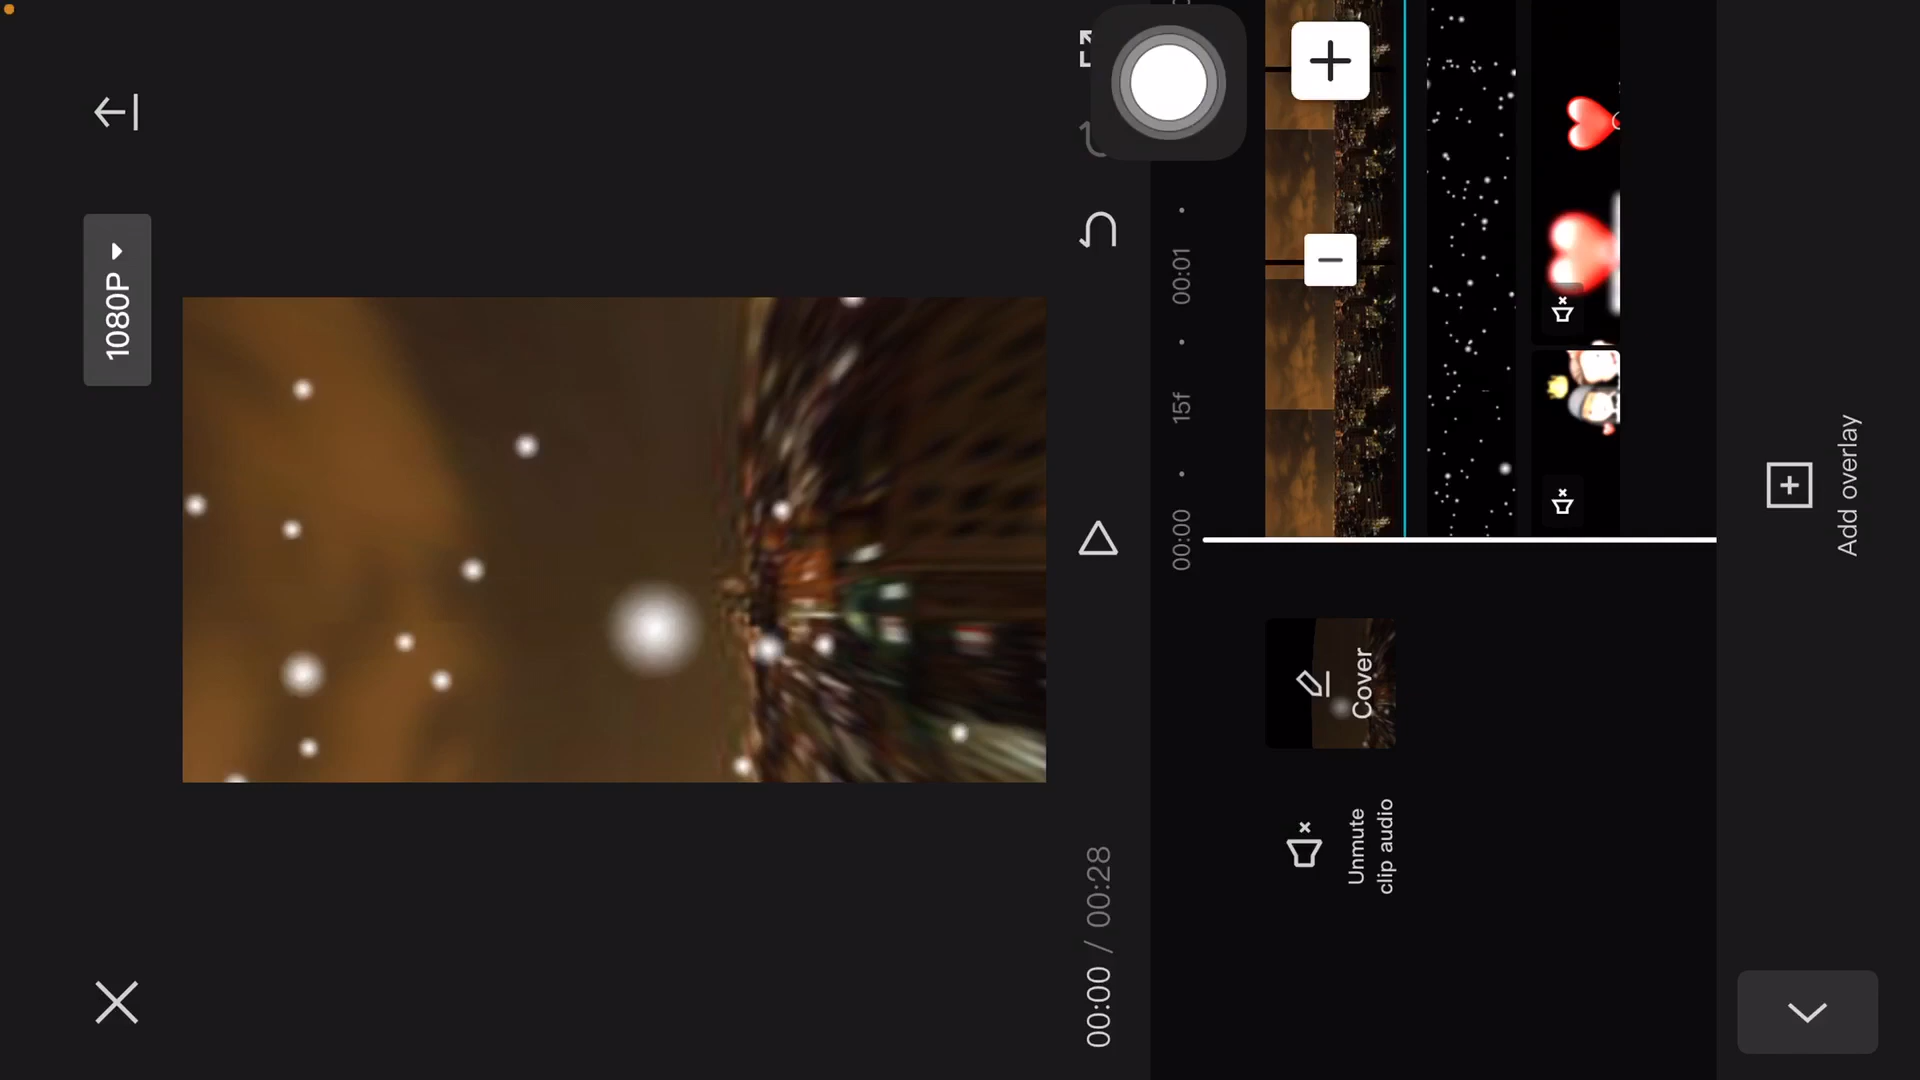 1080P
00:00 / 00:28
00:00
15f
00:01
Cover
Unmute
clip audio
Add overlay